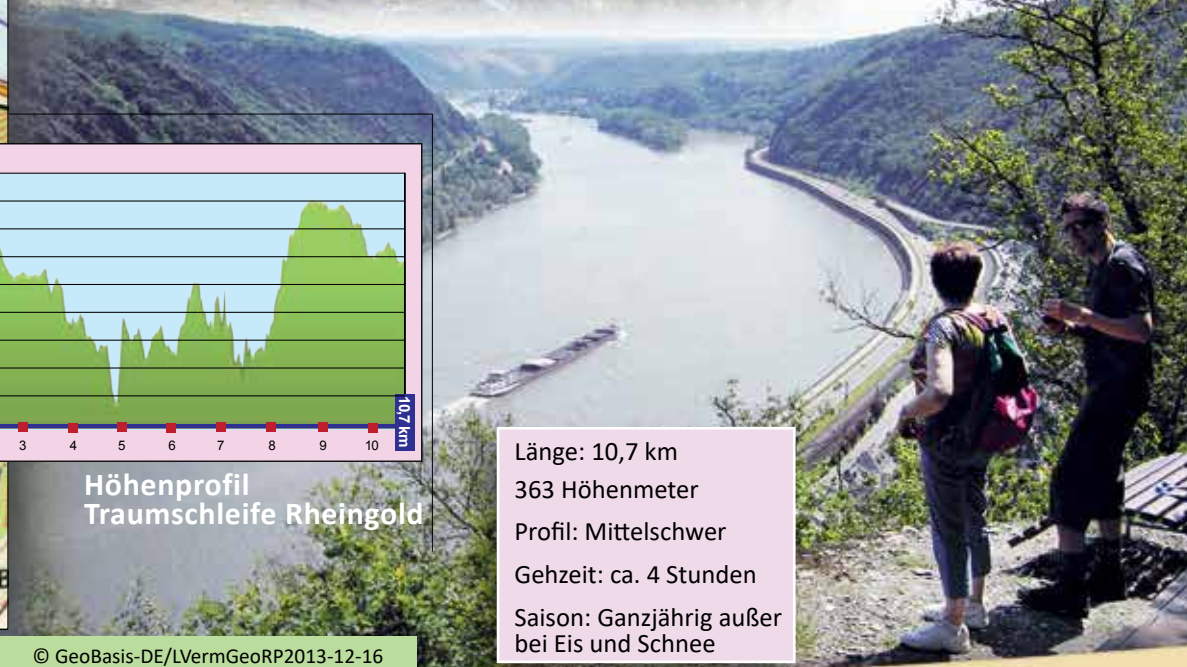 3 4 5 6 7 8 9 10
10,7 km
Höhenprofil
Traumschleife Rheingold
Länge: 10,7 km
363 Höhenmeter
Profil: Mittelschwer
Gehzeit: ca. 4 Stunden
Saison: Ganzjährig außer
bei Eis und Schnee
© GeoBasis-DE/LVermGeoRP2013-12-16